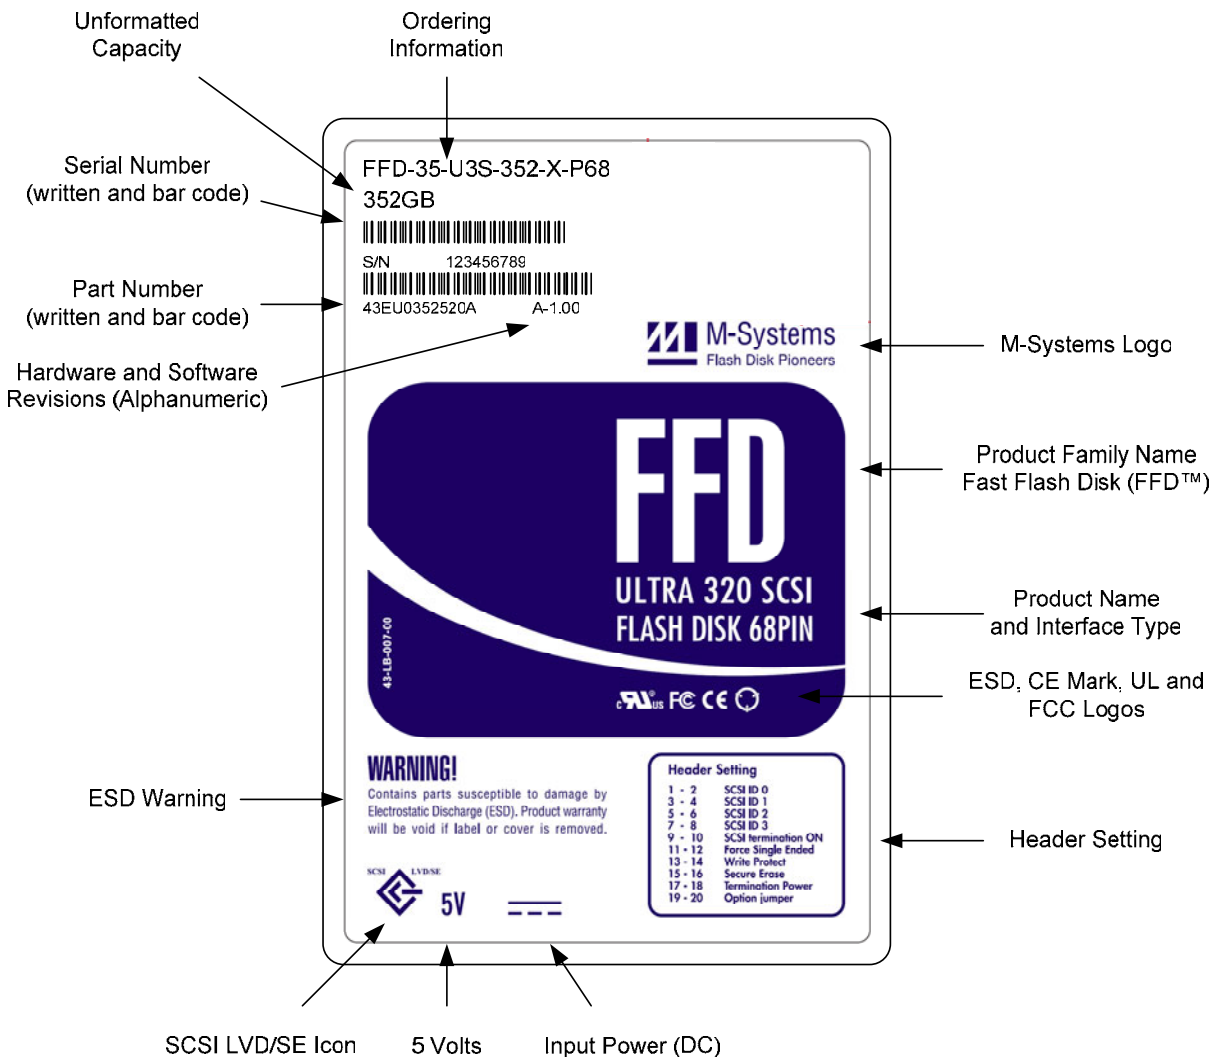 Unformatted
Capacity
Ordering
Information
Serial Number
(written and bar code)
Part Number
(written and bar code)
Hardware and Software
Revisions (Alphanumeric)
FFD-35-U3S-352-X-P68
352GB
S/N 123456789
43EU0352520A A-1.00
M-Systems
Flash Disk Pioneers
M-Systems Logo
FFD
Product Family Name
Fast Flash Disk (FFD™)
ULTRA 320 SCSI
FLASH DISK 68PIN
Product Name
and Interface Type
43-LB-007-00
c RU ® US FC CE
ESD, CE Mark, UL and
FCC Logos
ESD Warning
WARNING!
Contains parts susceptible to damage by
Electrostatic Discharge (ESD). Product warranty
will be void if label or cover is removed.
Header Setting
1 - 2 SCSI ID 0
3 - 4 SCSI ID 1
5 - 6 SCSI ID 2
7 - 8 SCSI ID 3
9 - 10 SCSI termination ON
11 - 12 Force Single Ended
13 - 14 Write Protect
15 - 16 Secure Erase
17 - 18 Termination Power
19 - 20 Option jumper
Header Setting
SCSI LVD/SE
5V
SCSI LVD/SE Icon
5 Volts
Input Power (DC)